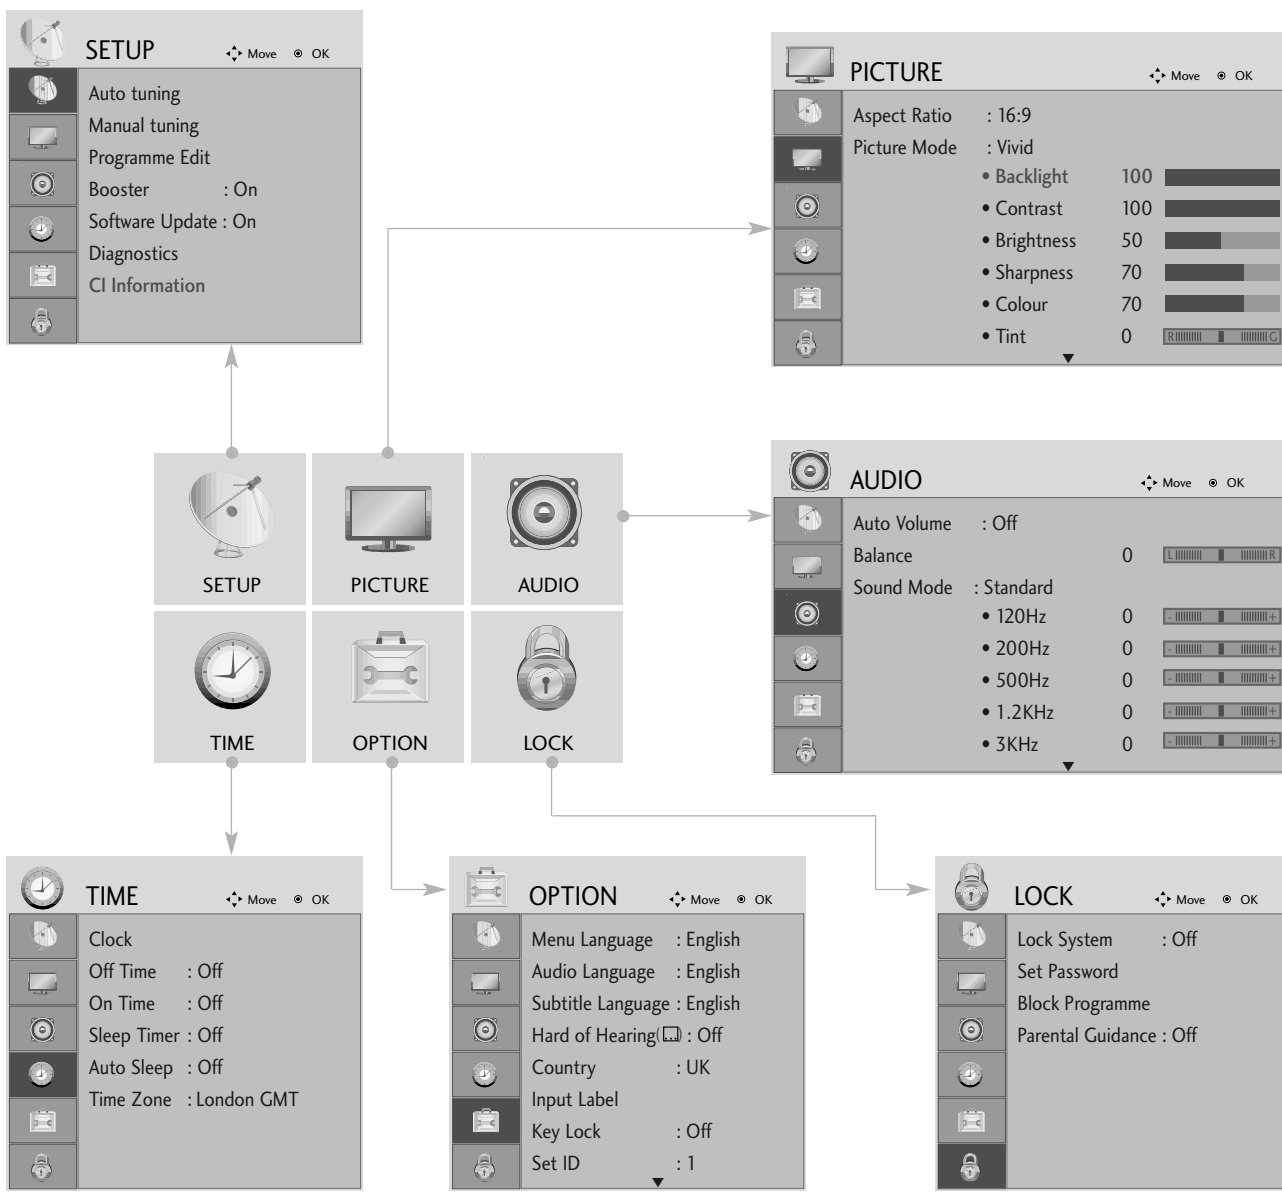 SETUP Move OK
Auto tuning
Manual tuning
Programme Edit
Booster : On
Software Update : On
Diagnostics
CI Information
PICTURE Move OK
Aspect Ratio : 16:9
Picture Mode : Vivid
• Backlight 100
• Contrast 100
• Brightness 50
• Sharpness 70
• Colour 70
• Tint 0 R G
SETUP
PICTURE
AUDIO
TIME
OPTION
LOCK
AUDIO Move OK
Auto Volume : Off
Balance 0 L R
Sound Mode : Standard
• 120Hz 0 - +
• 200Hz 0 - +
• 500Hz 0 - +
• 1.2KHz 0 - +
• 3KHz 0 - +
TIME Move OK
Clock
Off Time : Off
On Time : Off
Sleep Timer : Off
Auto Sleep : Off
Time Zone : London GMT
OPTION Move OK
Menu Language : English
Audio Language : English
Subtitle Language : English
Hard of Hearing( ) : Off
Country : UK
Input Label
Key Lock : Off
Set ID : 1
LOCK Move OK
Lock System : Off
Set Password
Block Programme
Parental Guidance : Off